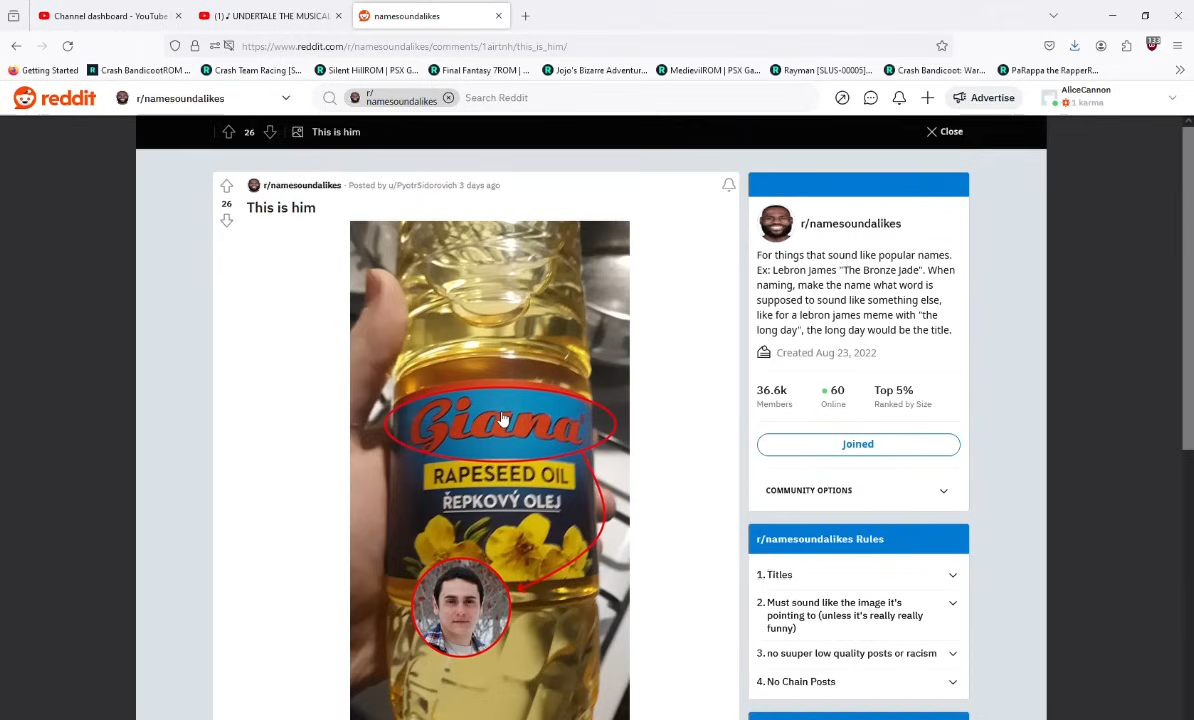 Channel dashboard - YouTube
(1) ♪ UNDERTALE THE MUSICAL
namesoundalikes
https://www.reddit.com/r/namesoundalikes/comments/1airtnh/this_is_him/
133
Getting Started
Crash BandicootROM ...
Crash Team Racing [S...
Silent HillROM | PSX G...
Final Fantasy 7ROM | ...
Jojo's Bizarre Adventur...
MedievilROM | PSX Ga...
Rayman [SLUS-00005]...
Crash Bandicoot: War...
PaRappa the RapperR...
reddit
r/namesoundalikes
r/
namesoundalikes
Search Reddit
Advertise
AliceCannon
1 karma
26
This is him
Close
r/namesoundalikes · Posted by u/PyotrSidorovich 3 days ago
26
This is him
Giana
RAPESEED OIL
ŘEPKOVÝ OLEJ
r/namesoundalikes
For things that sound like popular names.
Ex: Lebron James "The Bronze Jade". When
naming, make the name what word is
supposed to sound like something else,
like for a lebron james meme with "the
long day", the long day would be the title.
Created Aug 23, 2022
36.6k
Members
60
Online
Top 5%
Ranked by Size
Joined
COMMUNITY OPTIONS
r/namesoundalikes Rules
1. Titles
2. Must sound like the image it's
pointing to (unless it's really really
funny)
3. no suuper low quality posts or racism
4. No Chain Posts